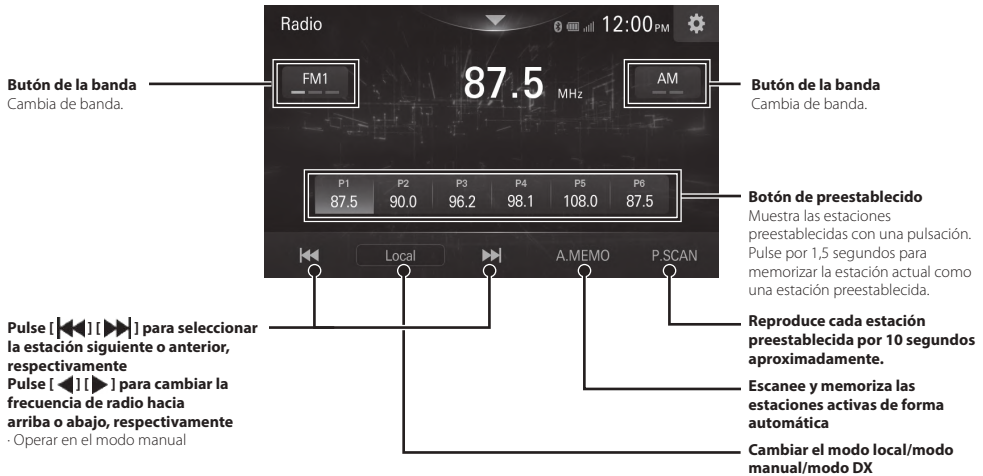 Radio
12:00 PM
FM1
87.5 MHz
AM
P1 P2 P3 P4 P5 P6
87.5 90.0 96.2 98.1 108.0 87.5
Local A.MEMO P.SCAN
Butón de la banda
Cambia de banda.
Pulse [ ⏮ ] [ ⏭ ] para seleccionar
la estación siguiente o anterior,
respectivamente
Pulse [ ◀ ] [ ▶ ] para cambiar la
frecuencia de radio hacia
arriba o abajo, respectivamente
· Operar en el modo manual
Butón de la banda
Cambia de banda.
Botón de preestablecido
Muestra las estaciones
preestablecidas con una pulsación.
Pulse por 1,5 segundos para
memorizar la estación actual como
una estación preestablecida.
Reproduce cada estación
preestablecida por 10 segundos
aproximadamente.
Escanee y memoriza las
estaciones activas de forma
automática
Cambiar el modo local/modo
manual/modo DX